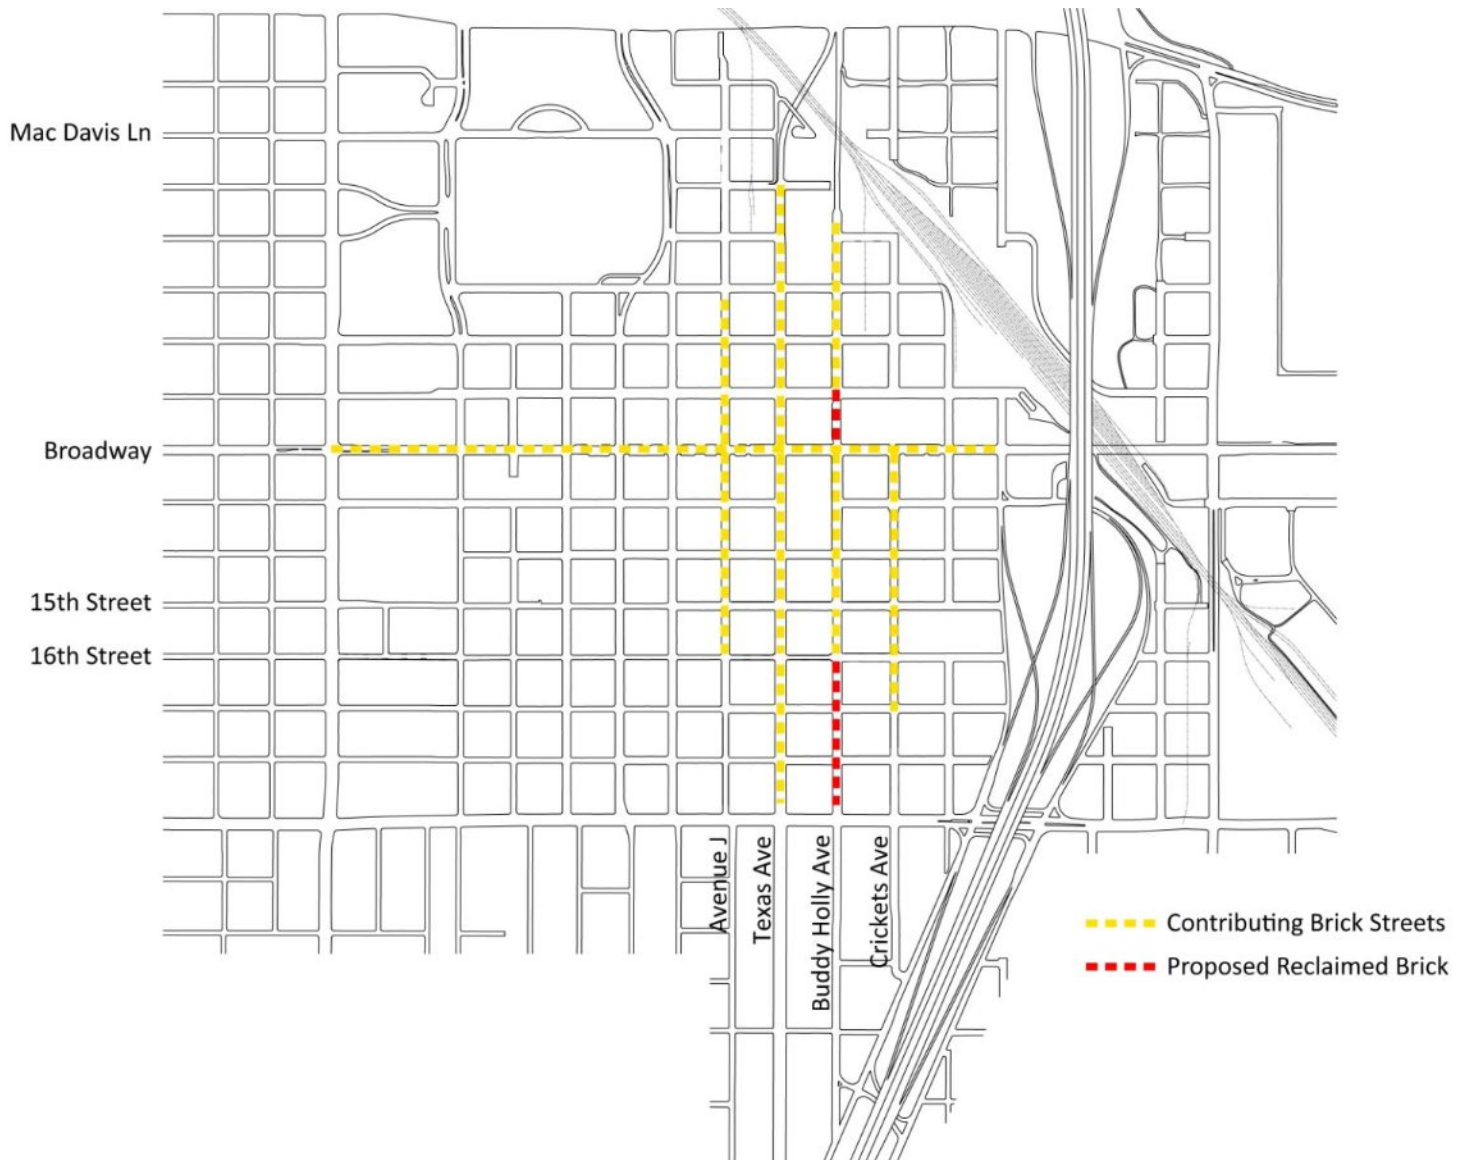 Mac Davis Ln
Broadway
15th Street
16th Street
Avenue J
Texas Ave
Buddy Holly Ave
Crickets Ave
Contributing Brick Streets
Proposed Reclaimed Brick